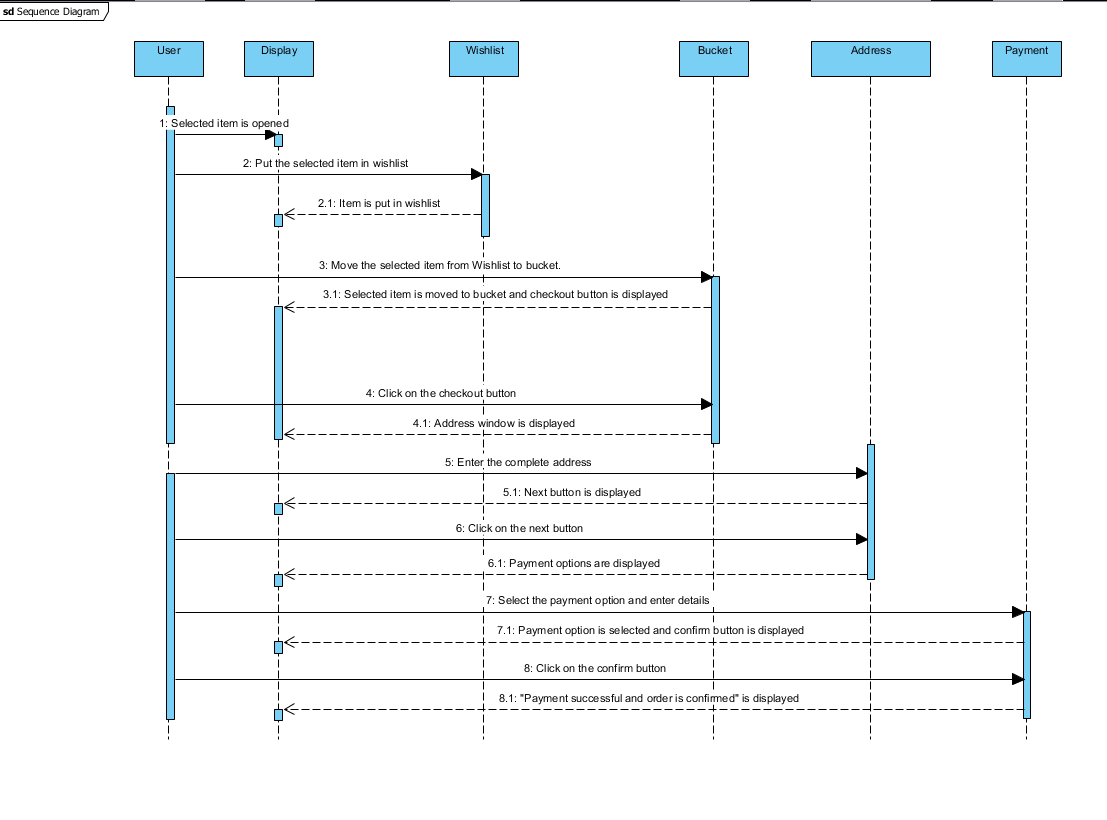 sd Sequence Diagram
User
Display
Wishlist
Bucket
Address
Payment
1: Selected item is opened
2: Put the selected item in wishlist
2.1: Item is put in wishlist
3: Move the selected item from Wishlist to bucket.
3.1: Selected item is moved to bucket and checkout button is displayed
4: Click on the checkout button
4.1: Address window is displayed
5: Enter the complete address
5.1: Next button is displayed
6: Click on the next button
6.1: Payment options are displayed
7: Select the payment option and enter details
7.1: Payment option is selected and confirm button is displayed
8: Click on the confirm button
8.1: "Payment successful and order is confirmed" is displayed